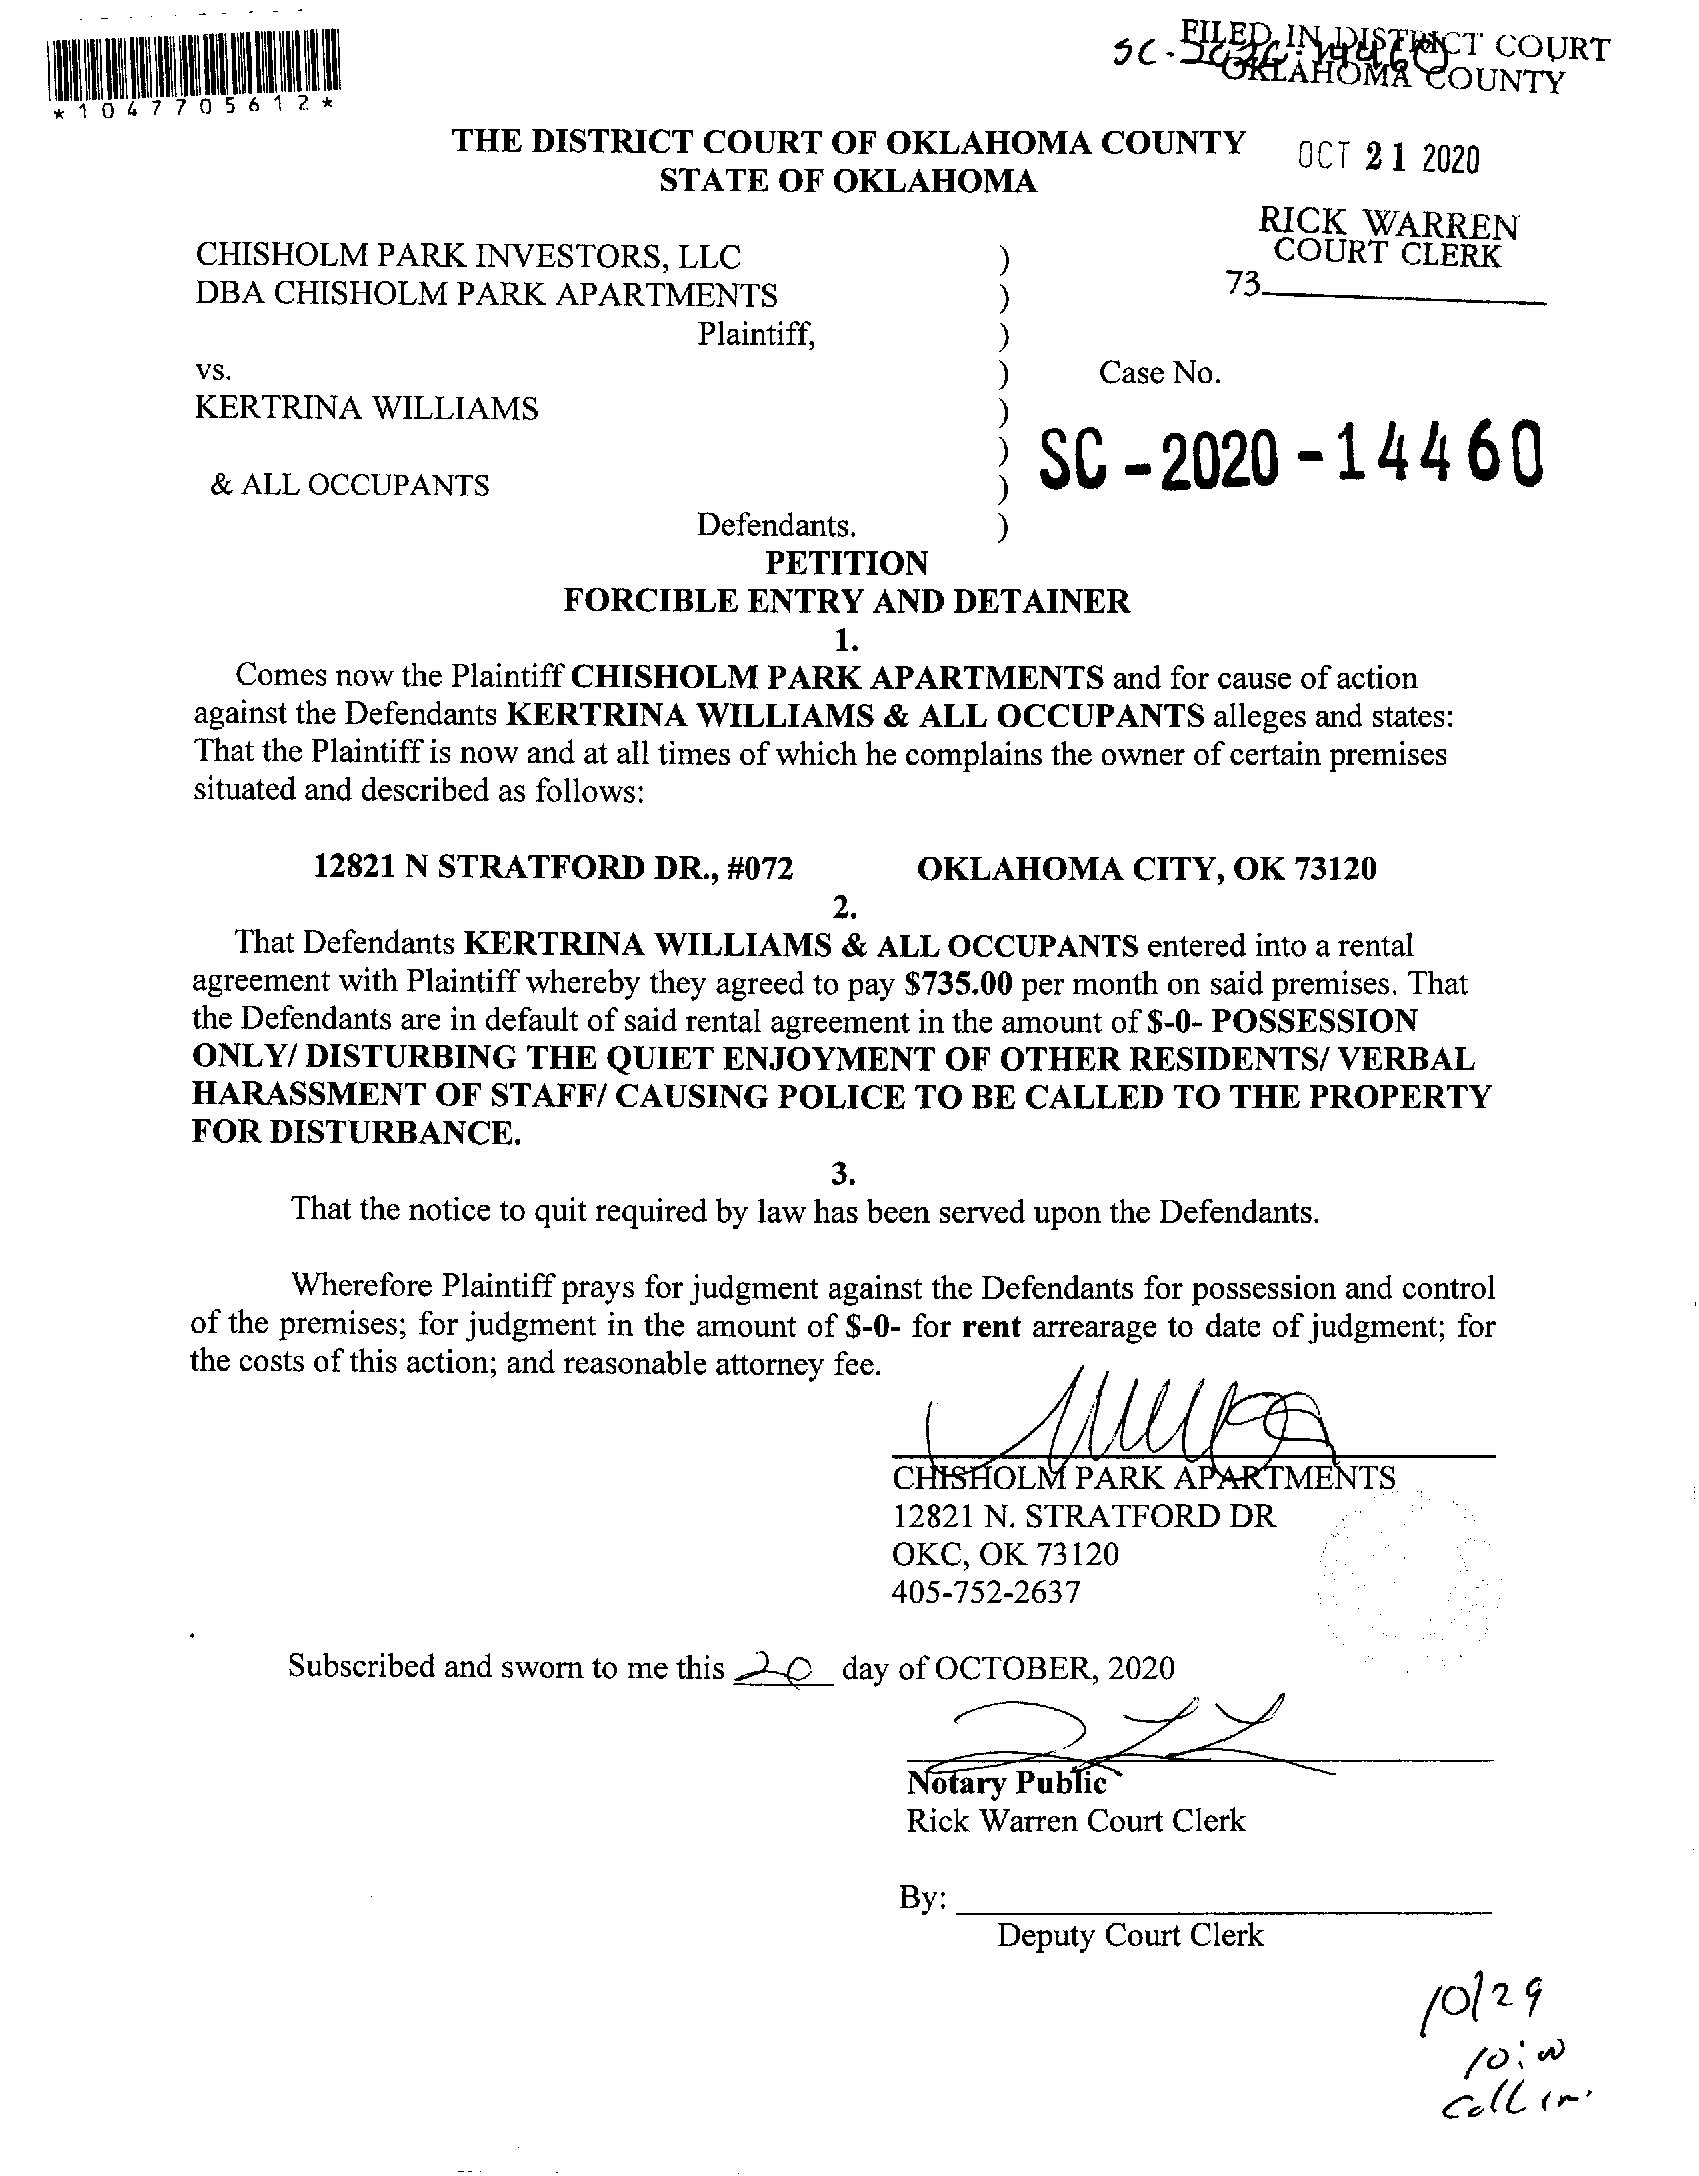 *1047705612*
SC-2020-14460
FILED IN DISTRICT COURT
OKLAHOMA COUNTY
THE DISTRICT COURT OF OKLAHOMA COUNTY
STATE OF OKLAHOMA
OCT 21 2020
RICK WARREN
COURT CLERK
73
CHISHOLM PARK INVESTORS, LLC )
DBA CHISHOLM PARK APARTMENTS )
Plaintiff, )
vs. ) Case No.
KERTRINA WILLIAMS )
) SC-2020-14460
& ALL OCCUPANTS )
Defendants. )
PETITION
FORCIBLE ENTRY AND DETAINER
1.
Comes now the Plaintiff CHISHOLM PARK APARTMENTS and for cause of action
against the Defendants KERTRINA WILLIAMS & ALL OCCUPANTS alleges and states:
That the Plaintiff is now and at all times of which he complains the owner of certain premises
situated and described as follows:
12821 N STRATFORD DR., #072 OKLAHOMA CITY, OK 73120
2.
That Defendants KERTRINA WILLIAMS & ALL OCCUPANTS entered into a rental
agreement with Plaintiff whereby they agreed to pay $735.00 per month on said premises. That
the Defendants are in default of said rental agreement in the amount of $-0- POSSESSION
ONLY/ DISTURBING THE QUIET ENJOYMENT OF OTHER RESIDENTS/ VERBAL
HARASSMENT OF STAFF/ CAUSING POLICE TO BE CALLED TO THE PROPERTY
FOR DISTURBANCE.
3.
That the notice to quit required by law has been served upon the Defendants.
Wherefore Plaintiff prays for judgment against the Defendants for possession and control
of the premises; for judgment in the amount of $-0- for rent arrearage to date of judgment; for
the costs of this action; and reasonable attorney fee.
CHISHOLM PARK APARTMENTS
12821 N. STRATFORD DR
OKC, OK 73120
405-752-2637
Subscribed and sworn to me this 20 day of OCTOBER, 2020
Notary Public
Rick Warren Court Clerk
By:
Deputy Court Clerk
10/29
10:00
Call in.